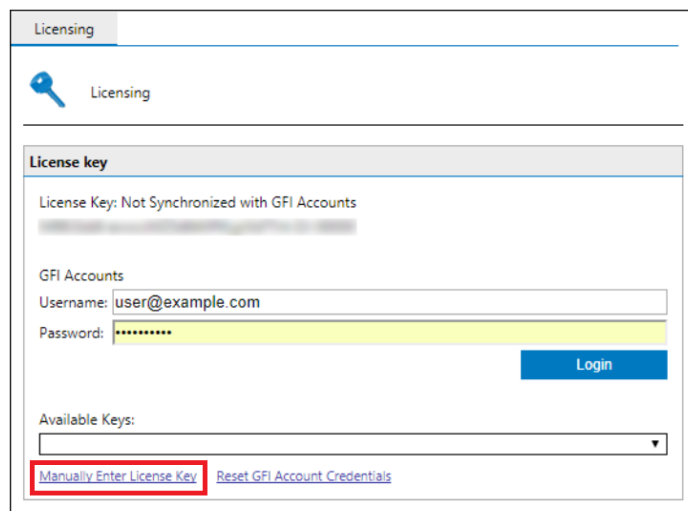 Licensing
Licensing
License key
License Key: Not Synchronized with GFI Accounts
GFI Accounts
Username: user@example.com
Password: ••••••••••
Login
Available Keys:
Manually Enter License Key Reset GFI Account Credentials